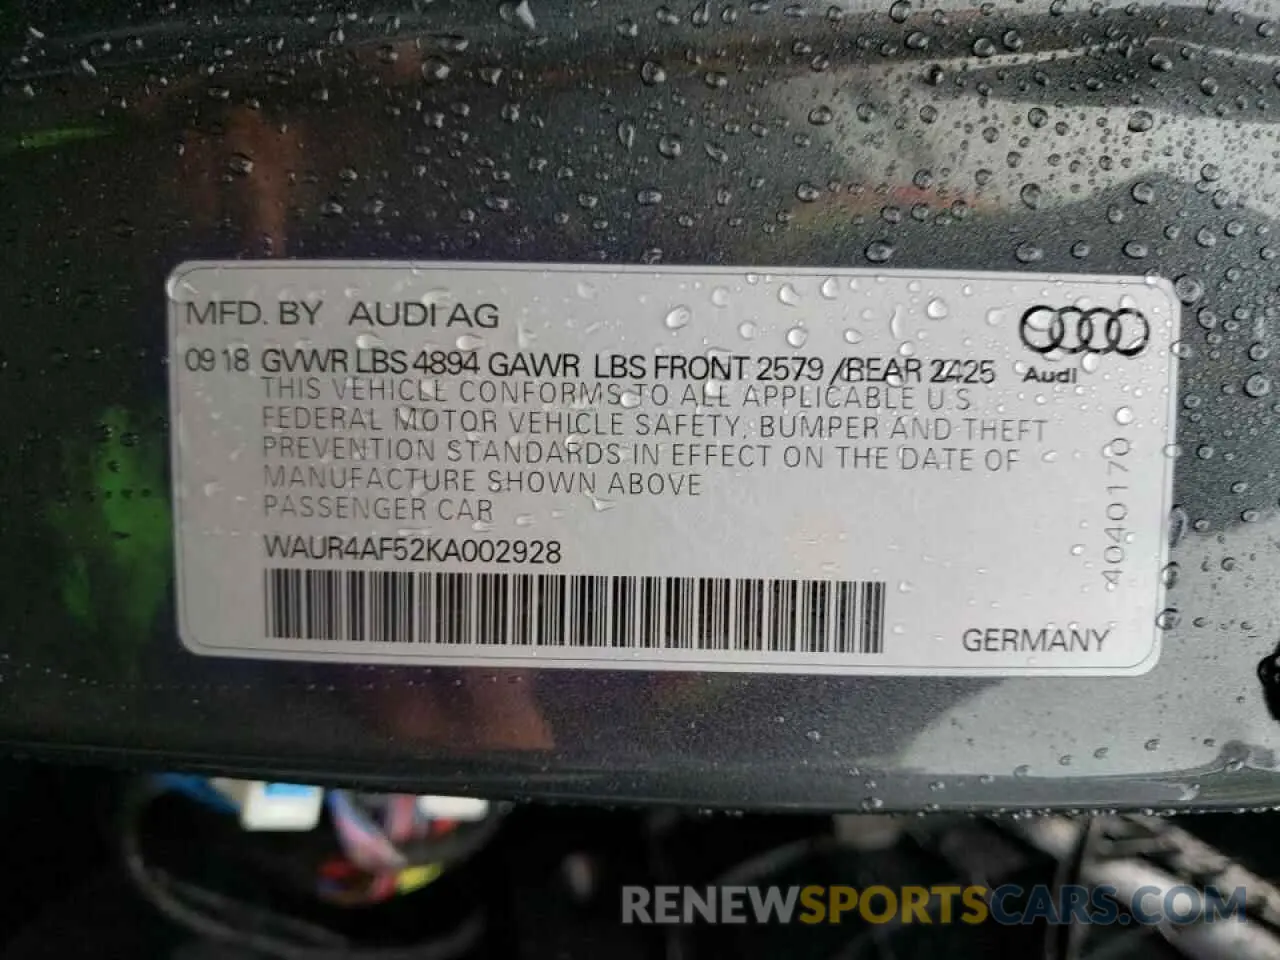 MFD. BY AUDI AG
09 18 GVWR LBS 4894 GAWR LBS FRONT 2579 /REAR 2425
Audi
THIS VEHICLE CONFORMS TO ALL APPLICABLE U S
FEDERAL MOTOR VEHICLE SAFETY, BUMPER AND THEFT
PREVENTION STANDARDS IN EFFECT ON THE DATE OF
MANUFACTURE SHOWN ABOVE
PASSENGER CAR
WAUR4AF52KA002928
4040170
GERMANY
RENEWSPORTSCARS.COM